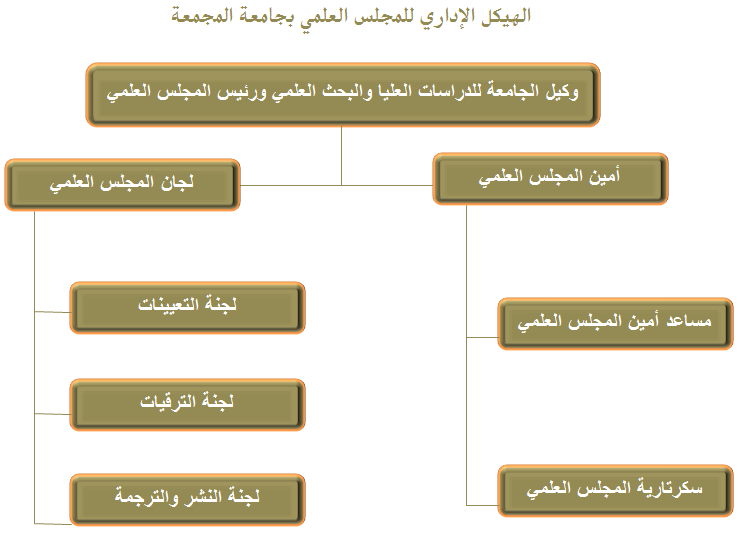 الهيكل الإداري للمجلس العلمي بجامعة المجمعة
وكيل الجامعة للدراسات العليا والبحث العلمي ورئيس المجلس العلمي
أمين المجلس العلمي
مساعد أمين المجلس العلمي
سكرتارية المجلس العلمي
لجان المجلس العلمي
لجنة التعيينات
لجنة الترقيات
لجنة النشر والترجمة